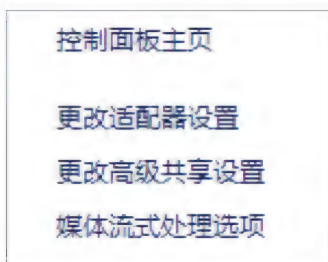 控制面板主页
更改适配器设置
更改高级共享设置
媒体流式处理选项